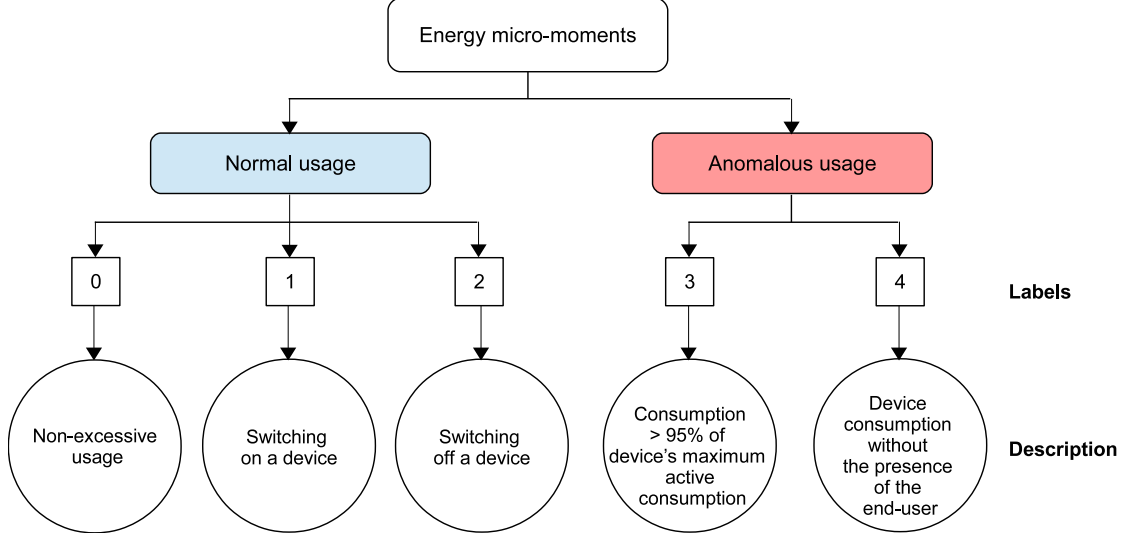 Energy micro-moments
Normal usage
Anomalous usage
0
1
2
3
4
Labels
Non-excessive
usage
Switching
on a device
Switching
off a device
Consumption
> 95% of
device's maximum
active
consumption
Device
consumption
without
the presence
of the
end-user
Description